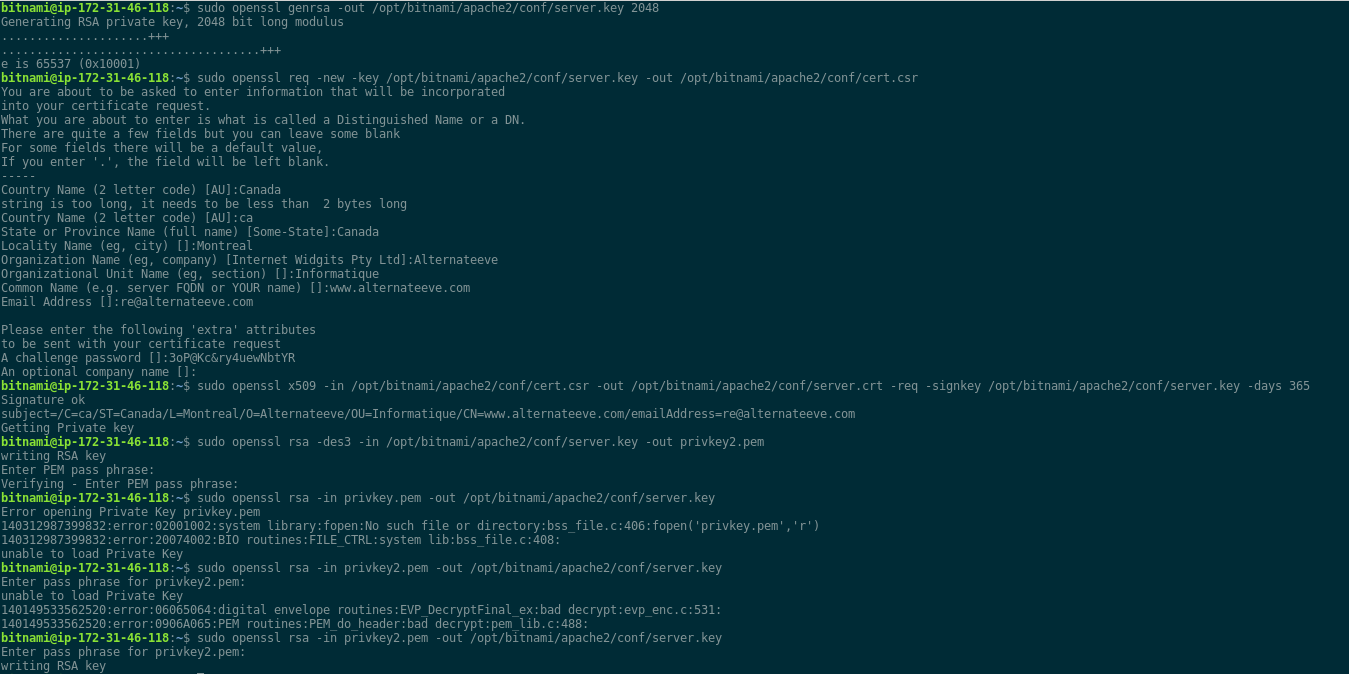 bitnami@ip-172-31-46-118:~$ sudo openssl genrsa -out /opt/bitnami/apache2/conf/server.key 2048
Generating RSA private key, 2048 bit long modulus
.....................+++
.....................................+++
e is 65537 (0x10001)
bitnami@ip-172-31-46-118:~$ sudo openssl req -new -key /opt/bitnami/apache2/conf/server.key -out /opt/bitnami/apache2/conf/cert.csr
You are about to be asked to enter information that will be incorporated
into your certificate request.
What you are about to enter is what is called a Distinguished Name or a DN.
There are quite a few fields but you can leave some blank
For some fields there will be a default value,
If you enter '.', the field will be left blank.
-----
Country Name (2 letter code) [AU]:Canada
string is too long, it needs to be less than  2 bytes long
Country Name (2 letter code) [AU]:ca
State or Province Name (full name) [Some-State]:Canada
Locality Name (eg, city) []:Montreal
Organization Name (eg, company) [Internet Widgits Pty Ltd]:Alternateeve
Organizational Unit Name (eg, section) []:Informatique
Common Name (e.g. server FQDN or YOUR name) []:www.alternateeve.com
Email Address []:re@alternateeve.com

Please enter the following 'extra' attributes
to be sent with your certificate request
A challenge password []:3oP@Kc&ry4uewNbtYR
An optional company name []:
bitnami@ip-172-31-46-118:~$ sudo openssl x509 -in /opt/bitnami/apache2/conf/cert.csr -out /opt/bitnami/apache2/conf/server.crt -req -signkey /opt/bitnami/apache2/conf/server.key -days 365
Signature ok
subject=/C=ca/ST=Canada/L=Montreal/O=Alternateeve/OU=Informatique/CN=www.alternateeve.com/emailAddress=re@alternateeve.com
Getting Private key
bitnami@ip-172-31-46-118:~$ sudo openssl rsa -des3 -in /opt/bitnami/apache2/conf/server.key -out privkey2.pem
writing RSA key
Enter PEM pass phrase:
Verifying - Enter PEM pass phrase:
bitnami@ip-172-31-46-118:~$ sudo openssl rsa -in privkey.pem -out /opt/bitnami/apache2/conf/server.key
Error opening Private Key privkey.pem
140312987399832:error:02001002:system library:fopen:No such file or directory:bss_file.c:406:fopen('privkey.pem','r')
140312987399832:error:20074002:BIO routines:FILE_CTRL:system lib:bss_file.c:408:
unable to load Private Key
bitnami@ip-172-31-46-118:~$ sudo openssl rsa -in privkey2.pem -out /opt/bitnami/apache2/conf/server.key
Enter pass phrase for privkey2.pem:
unable to load Private Key
140149533562520:error:06065064:digital envelope routines:EVP_DecryptFinal_ex:bad decrypt:evp_enc.c:531:
140149533562520:error:0906A065:PEM routines:PEM_do_header:bad decrypt:pem_lib.c:488:
bitnami@ip-172-31-46-118:~$ sudo openssl rsa -in privkey2.pem -out /opt/bitnami/apache2/conf/server.key
Enter pass phrase for privkey2.pem:
writing RSA key